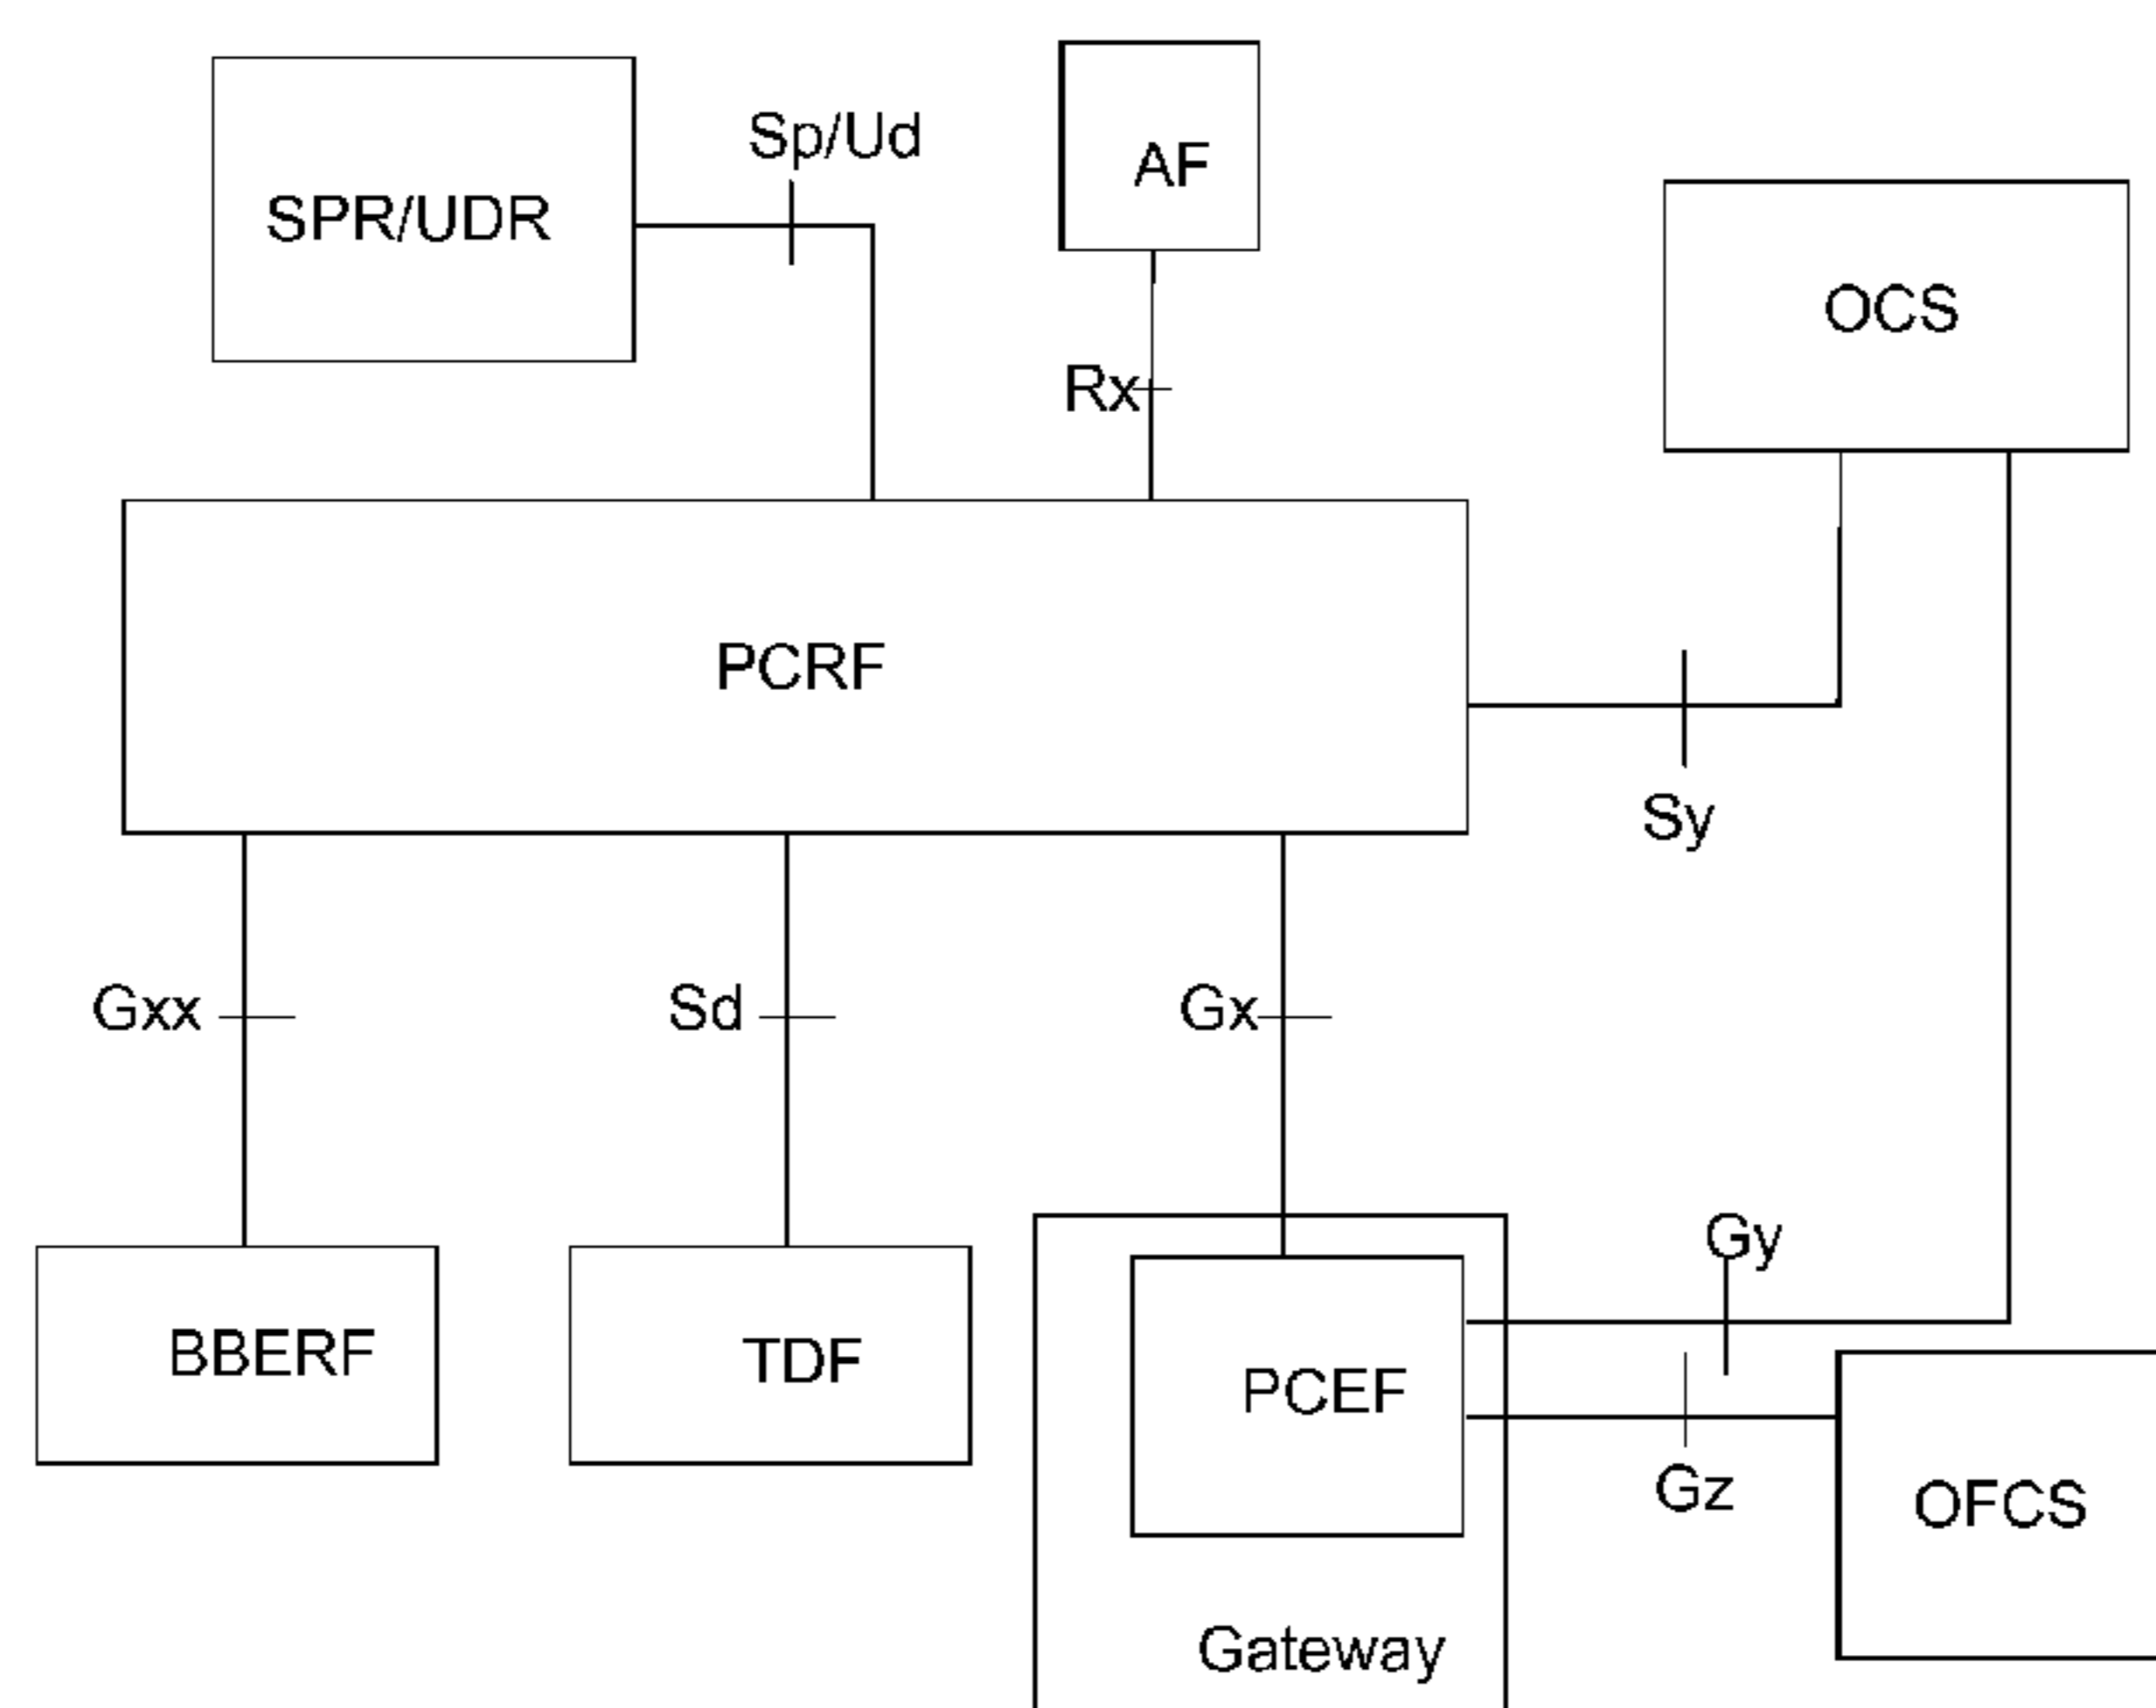 Sp/Ud
AF
SPR/UDR
OCS
Rx
PCRF
Sy
Gxx
Sd
Gx
Gy
BBERF
TDF
PCEF
Gz
OFCS
Gateway